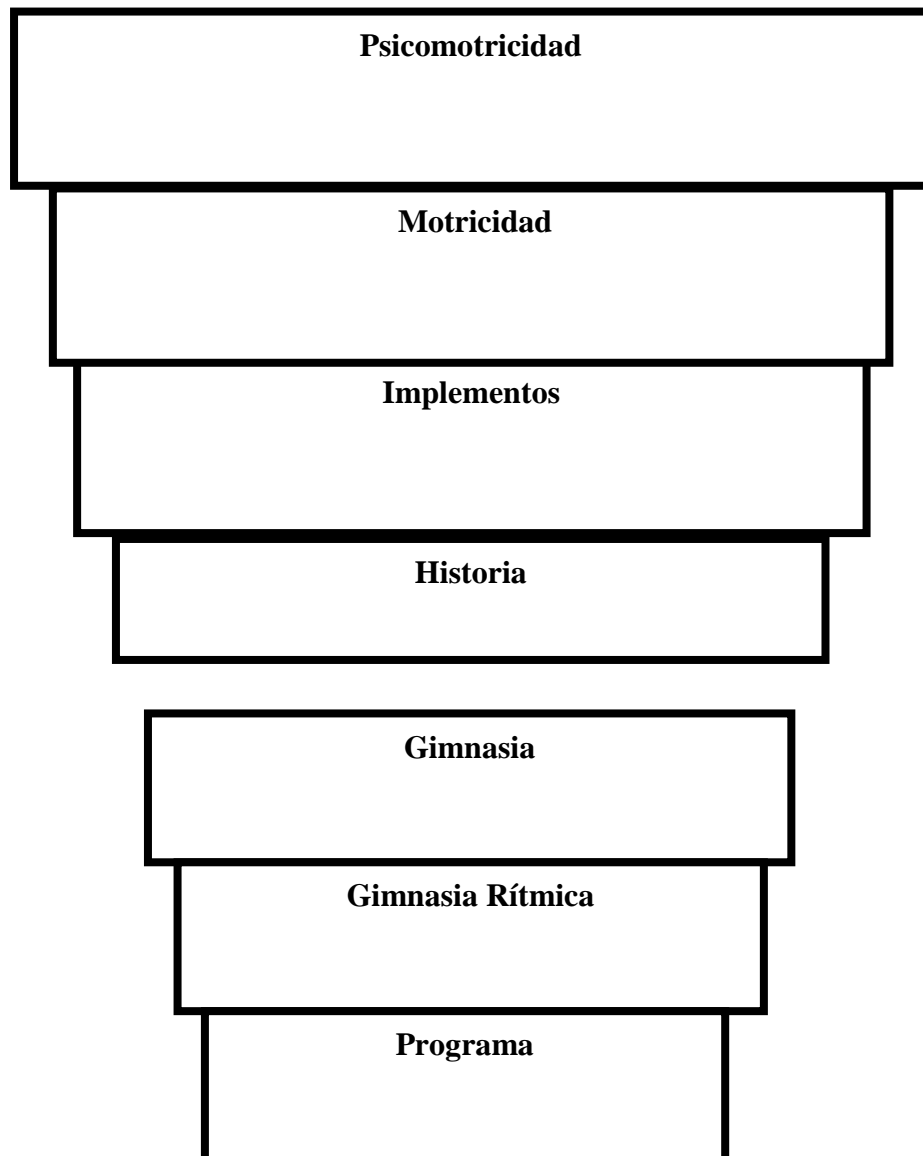 Psicomotricidad
Motricidad
Implementos
Historia
Gimnasia
Gimnasia Rítmica
Programa